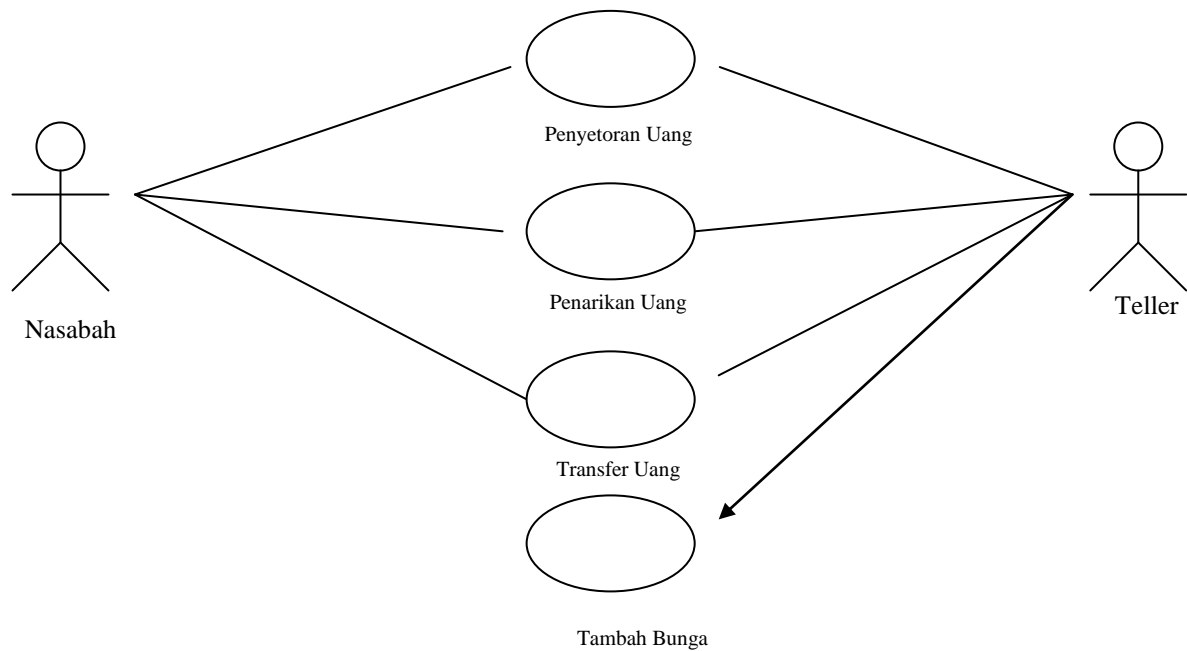 Penyetoran Uang
Penarikan Uang
Nasabah
Teller
Transfer Uang
Tambah Bunga